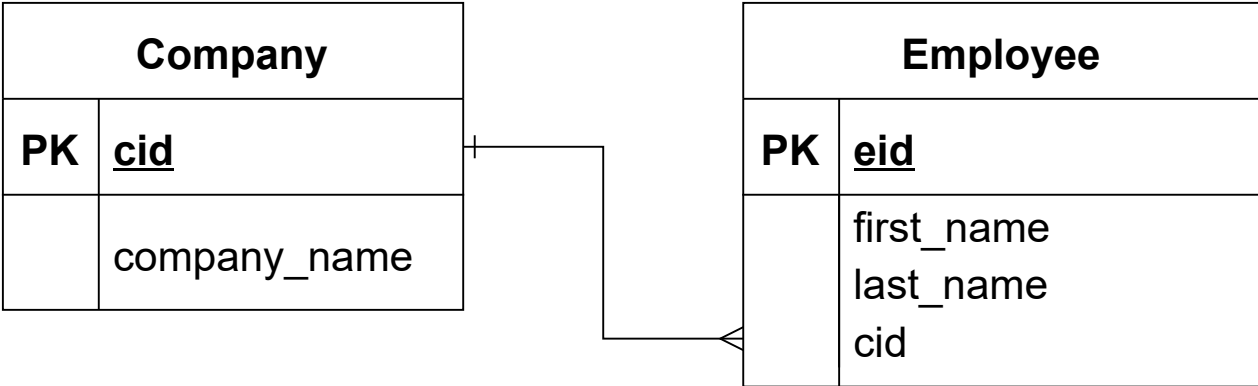 Company
PK cid
company_name
Employee
PK eid
first_name
last_name
cid